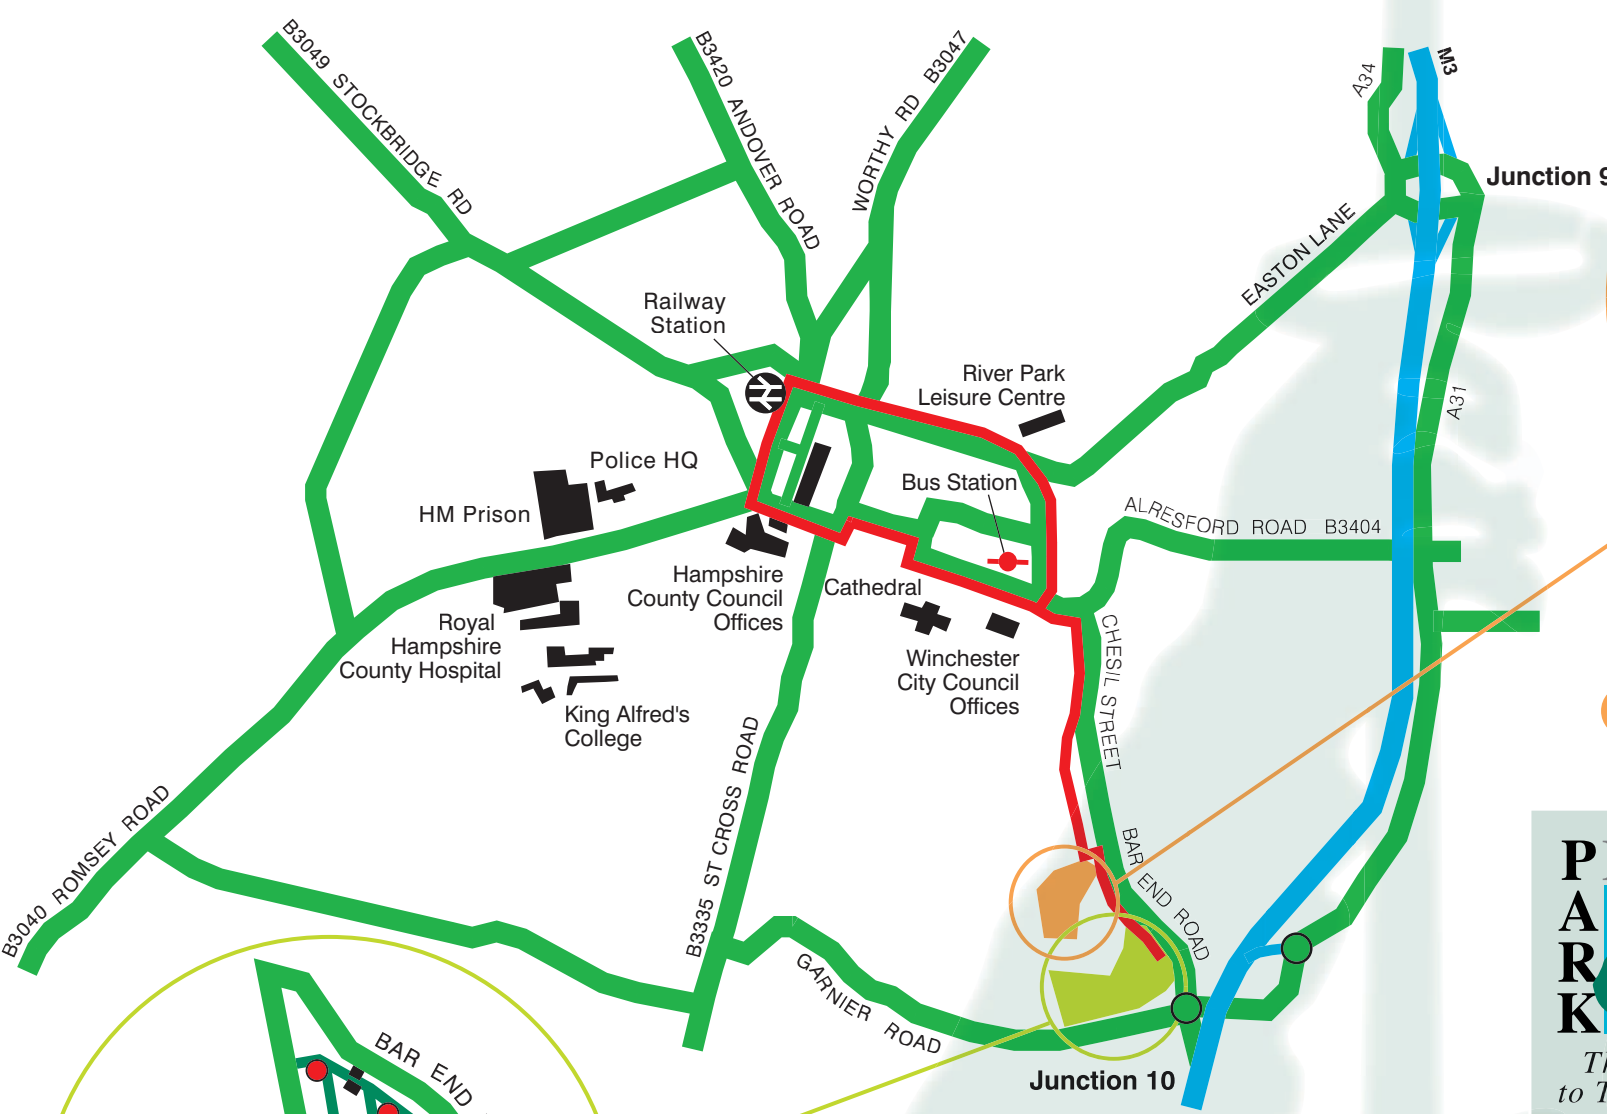 B3049 STOCKBRIDGE RD
B3420 ANDOVER ROAD
WORTHY RD B3047
A34
M3
Junction 9
EASTON LANE
Railway
Station
River Park
Leisure Centre
A31
Police HQ
HM Prison
Bus Station
ALRESFORD ROAD B3404
Hampshire
County Council
Offices
Cathedral
Royal
Hampshire
County Hospital
CHESIL STREET
Winchester
City Council
Offices
King Alfred's
College
B3040 ROMSEY ROAD
B3335 ST CROSS ROAD
BAR END ROAD
GARNIER ROAD
Junction 10
BAR END
P
A
R
K
to